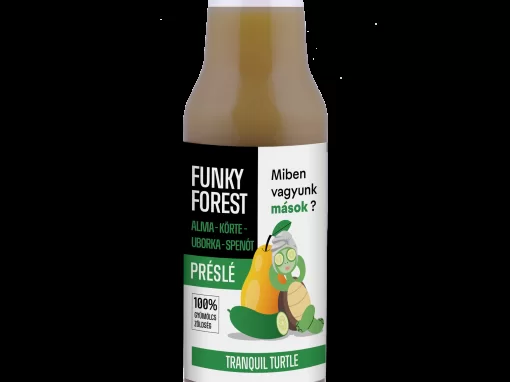 FUNKY
FOREST
ALMA-KÖRTE-
UBORKA-SPENÓT
PRÉSLÉ
100%
GYÜMÖLCS
ZÖLDSÉG
Miben
vagyunk
mások ?
TRANQUIL TURTLE